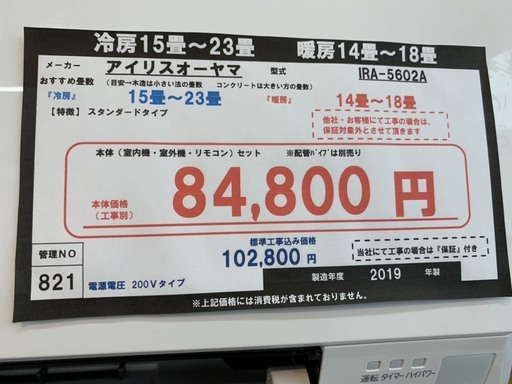 冷房15畳～23畳　暖房14畳～18畳
メーカー　アイリスオーヤマ　型式　IRA-5602A
おすすめ畳数　（目安→木造は小さい法の畳数　コンクリートは大きい方の畳数）
『冷房』　15畳～23畳　『暖房』　14畳～18畳
【特徴】スタンダードタイプ
他社・お客様にて工事の場合は、
保証対象外とさせて頂きます
本体（室内機・室外機・リモコン）セット　※配管ﾊﾟｲﾌﾟは別売り
本体価格
（工事別）
84,800 円
標準工事込み価格
102,800 円
当社にて工事の場合は『保証』付き
管理NO
821
電源電圧 200Vタイプ
製造年度　2019　年製
※上記価格には消費税が含まれておりません。
運転 タイマー ハイパワー